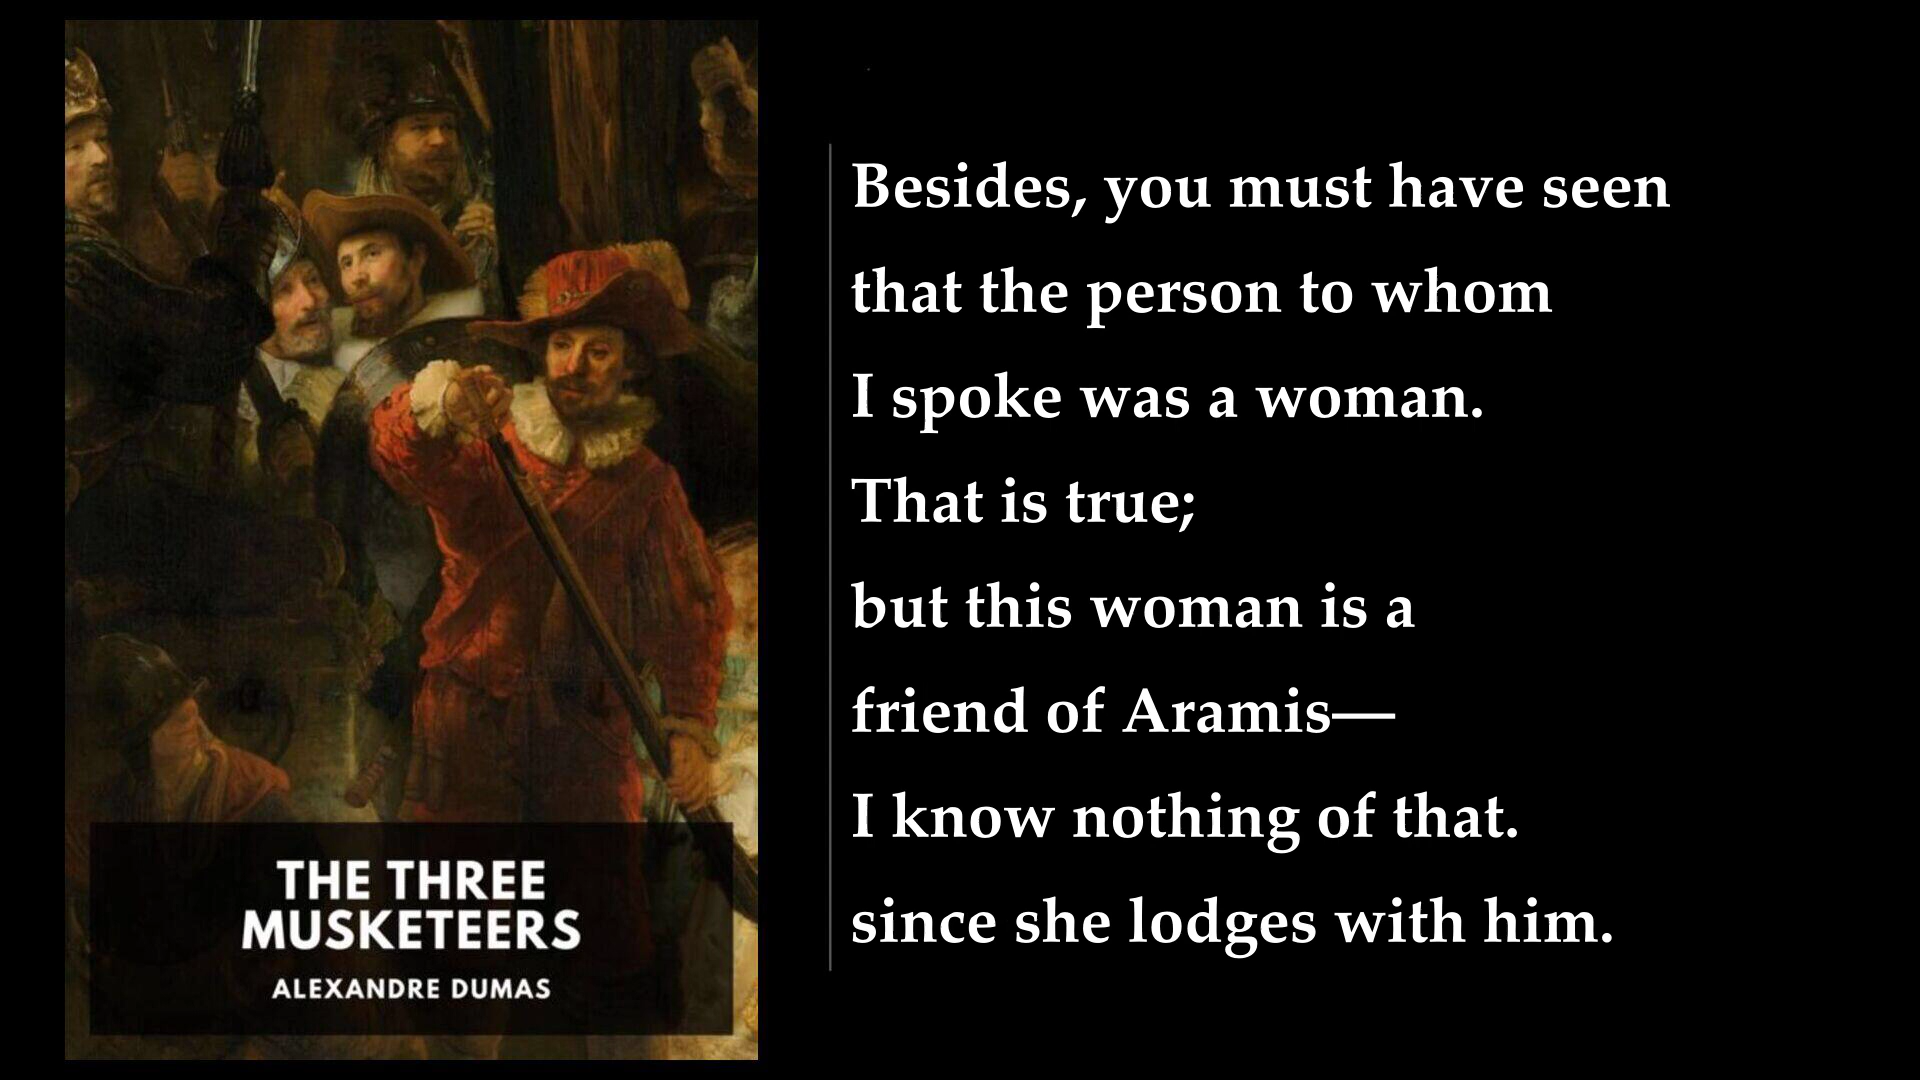 THE THREE
MUSKETEERS
ALEXANDRE DUMAS
Besides, you must have seen
that the person to whom
I spoke was a woman.
That is true;
but this woman is a
friend of Aramis—
I know nothing of that.
since she lodges with him.